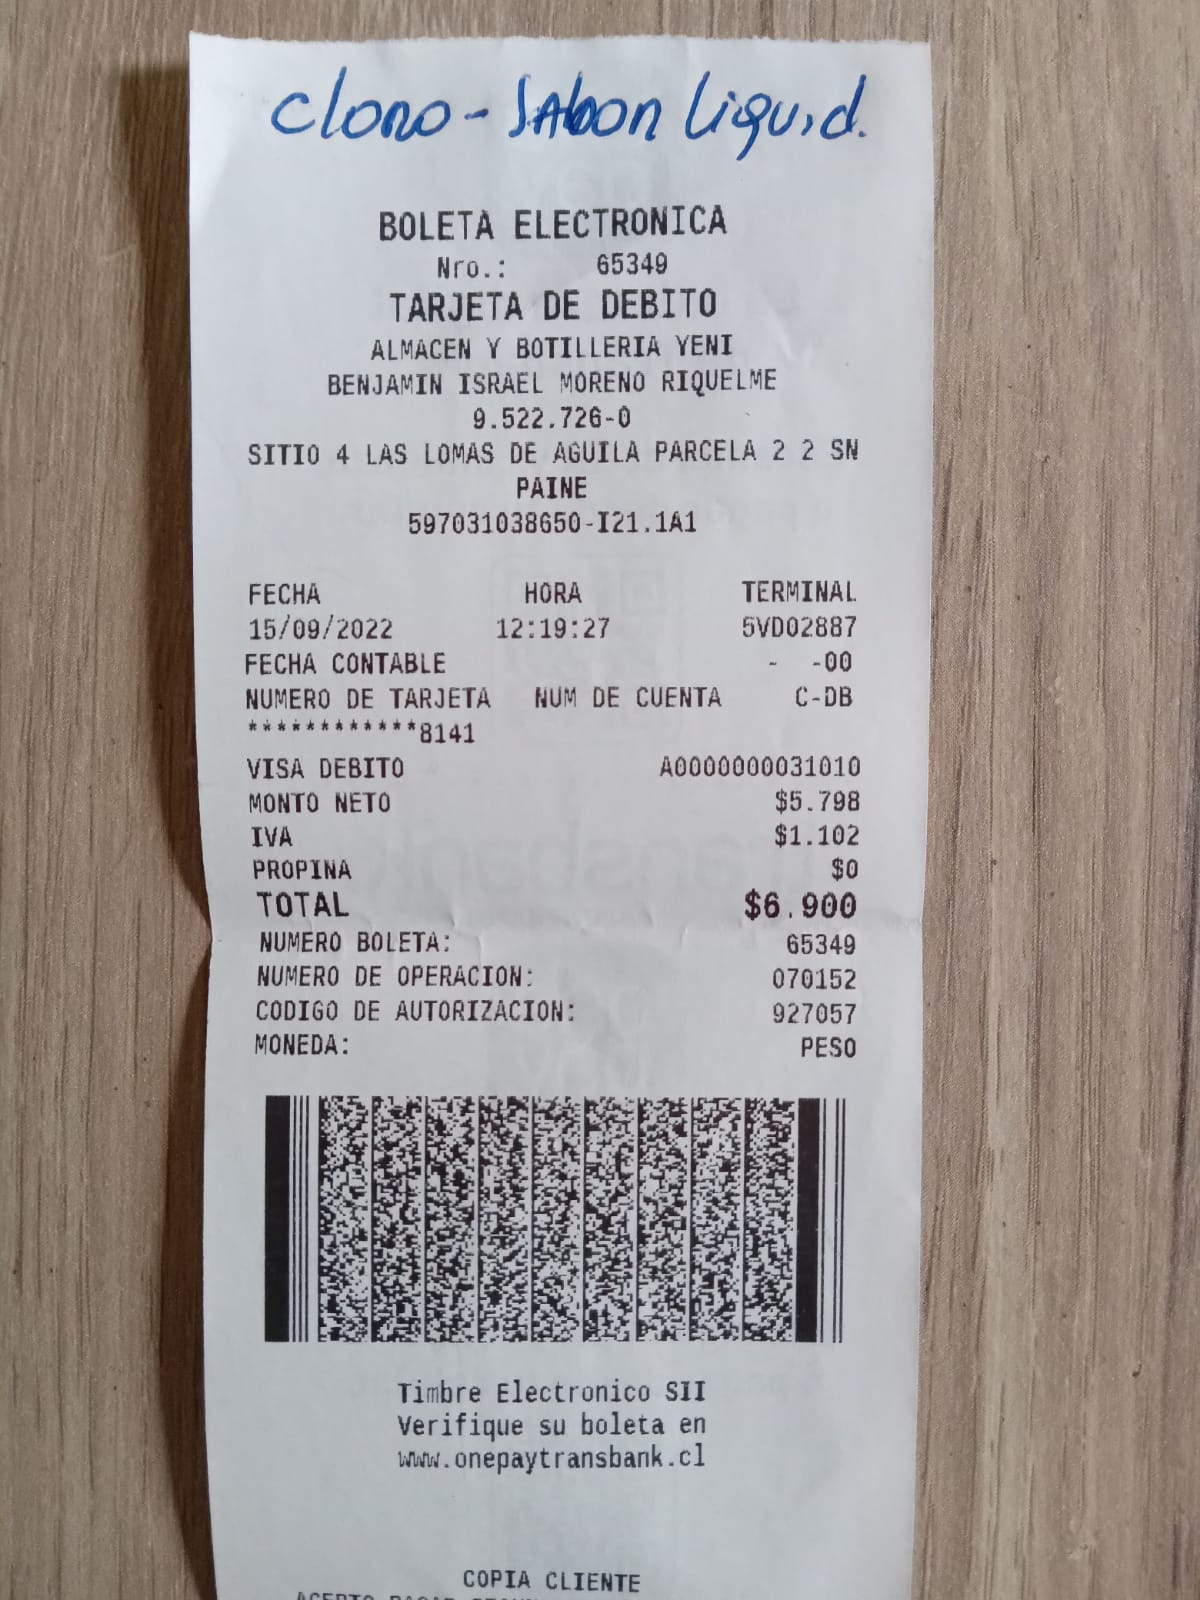 Cloro - Sabon Liquid.
BOLETA ELECTRONICA
Nro.: 65349
TARJETA DE DEBITO
ALMACEN Y BOTILLERIA YENI
BENJAMIN ISRAEL MORENO RIQUELME
9.522.726-0
SITIO 4 LAS LOMAS DE AGUILA PARCELA 2 2 SN
PAINE
597031038650-I21.1A1
FECHA HORA TERMINAL
15/09/2022 12:19:27 5VD02887
FECHA CONTABLE - -00
NUMERO DE TARJETA NUM DE CUENTA C-DB
************8141
VISA DEBITO A0000000031010
MONTO NETO $5.798
IVA $1.102
PROPINA $0
TOTAL $6.900
NUMERO BOLETA: 65349
NUMERO DE OPERACION: 070152
CODIGO DE AUTORIZACION: 927057
MONEDA: PESO
Timbre Electronico SII
Verifique su boleta en
www.onepaytransbank.cl
COPIA CLIENTE